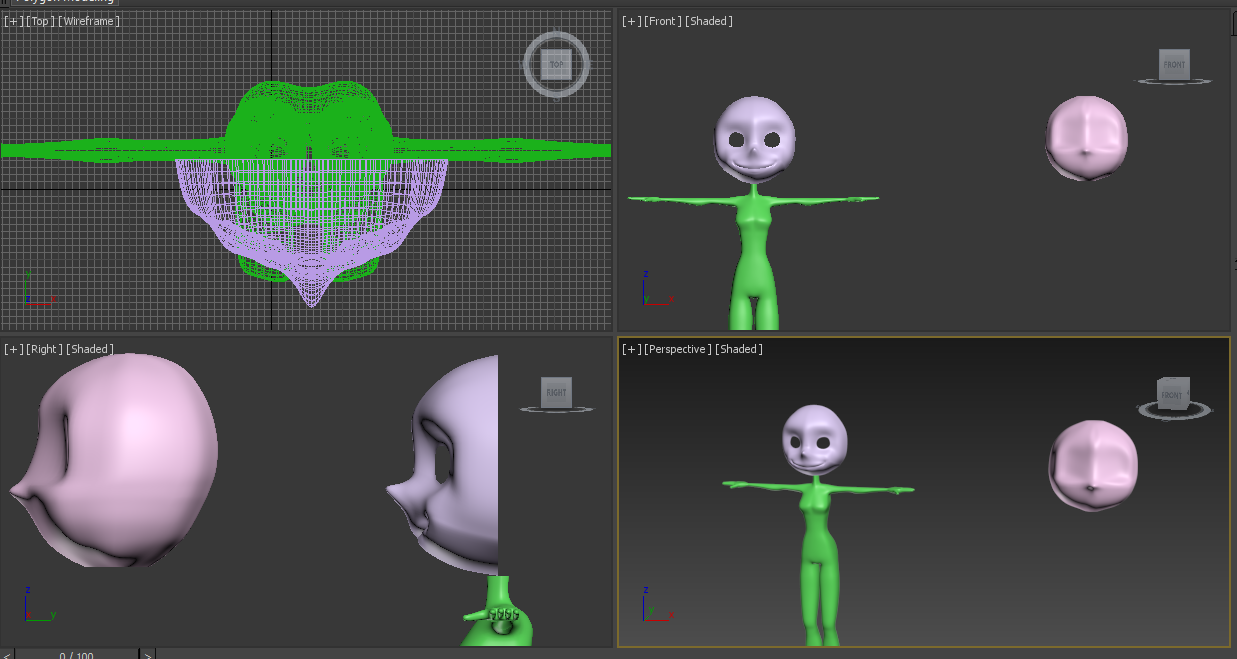 Polygon Modeling
[+][Top][Wireframe]
TOP
[+][Front][Shaded]
FRONT
[+][Right][Shaded]
RIGHT
[+][Perspective][Shaded]
FRONT
y
z
x
z
y
x
z
x
y
z
y
x
< 0 / 100 >